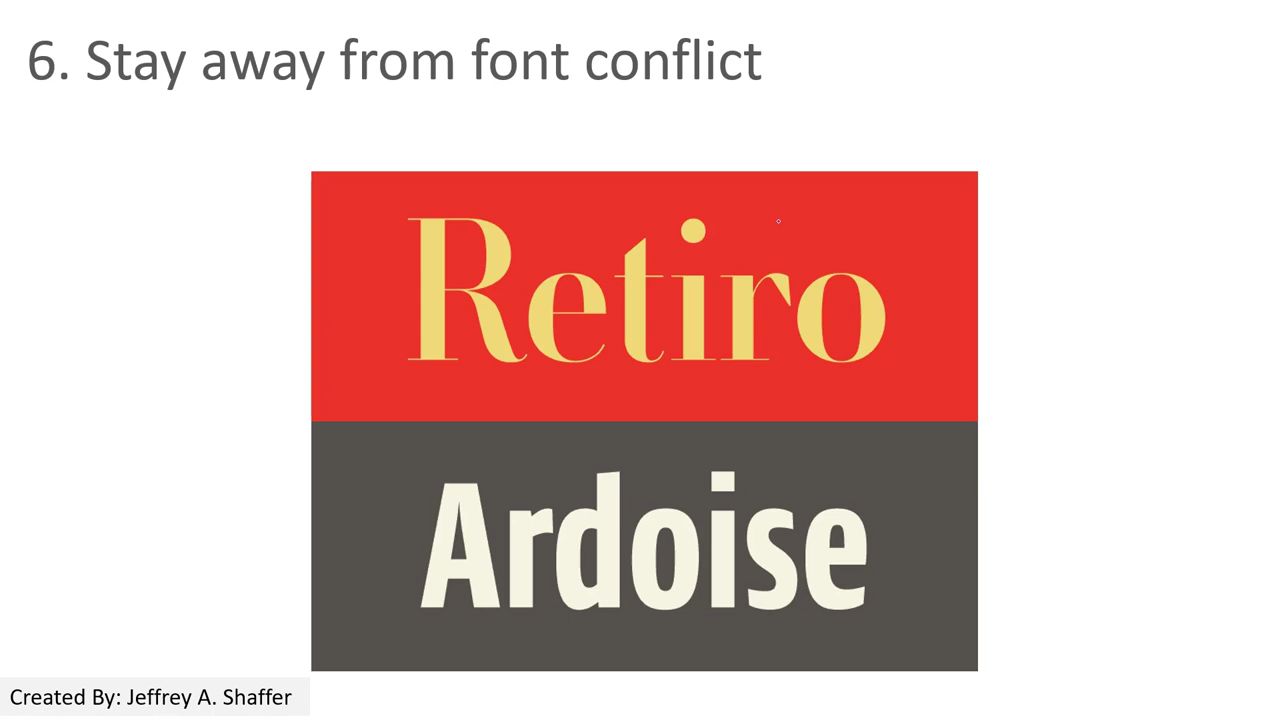 6. Stay away from font conflict
Retiro
Ardoise
Created By: Jeffrey A. Shaffer